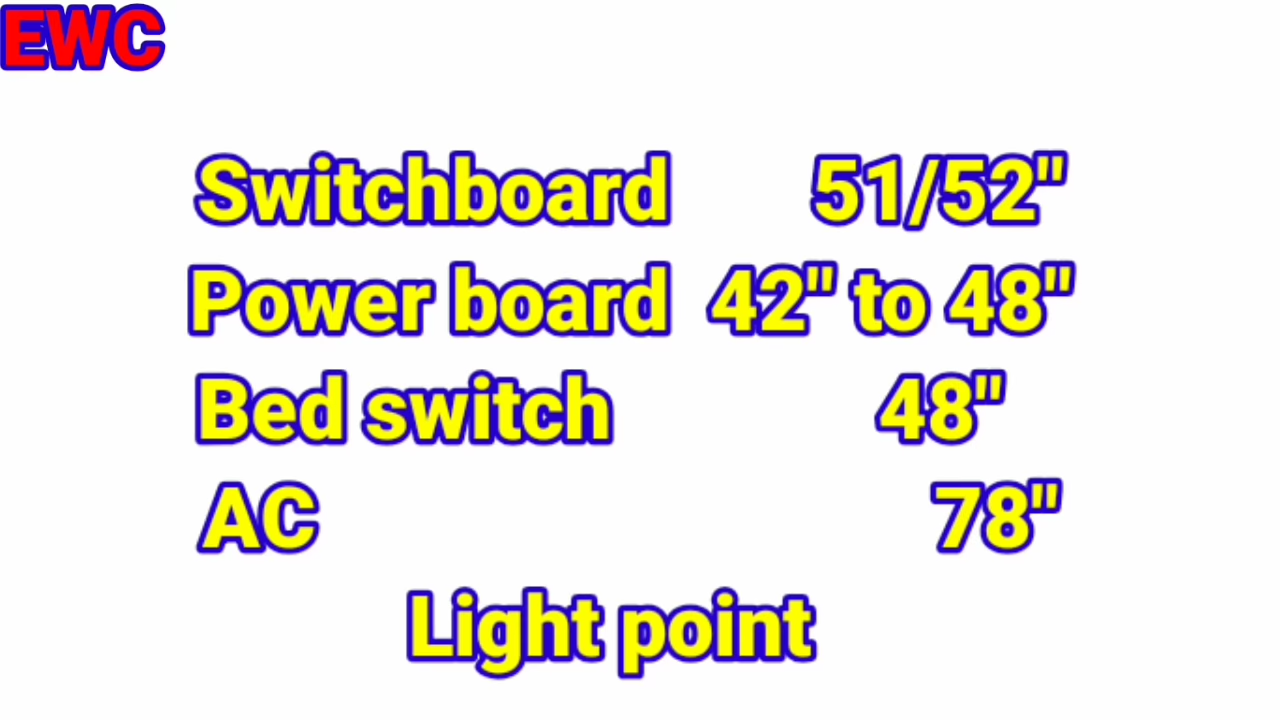 EWC
Switchboard 51/52"
Power board 42" to 48"
Bed switch 48"
AC 78"
Light point